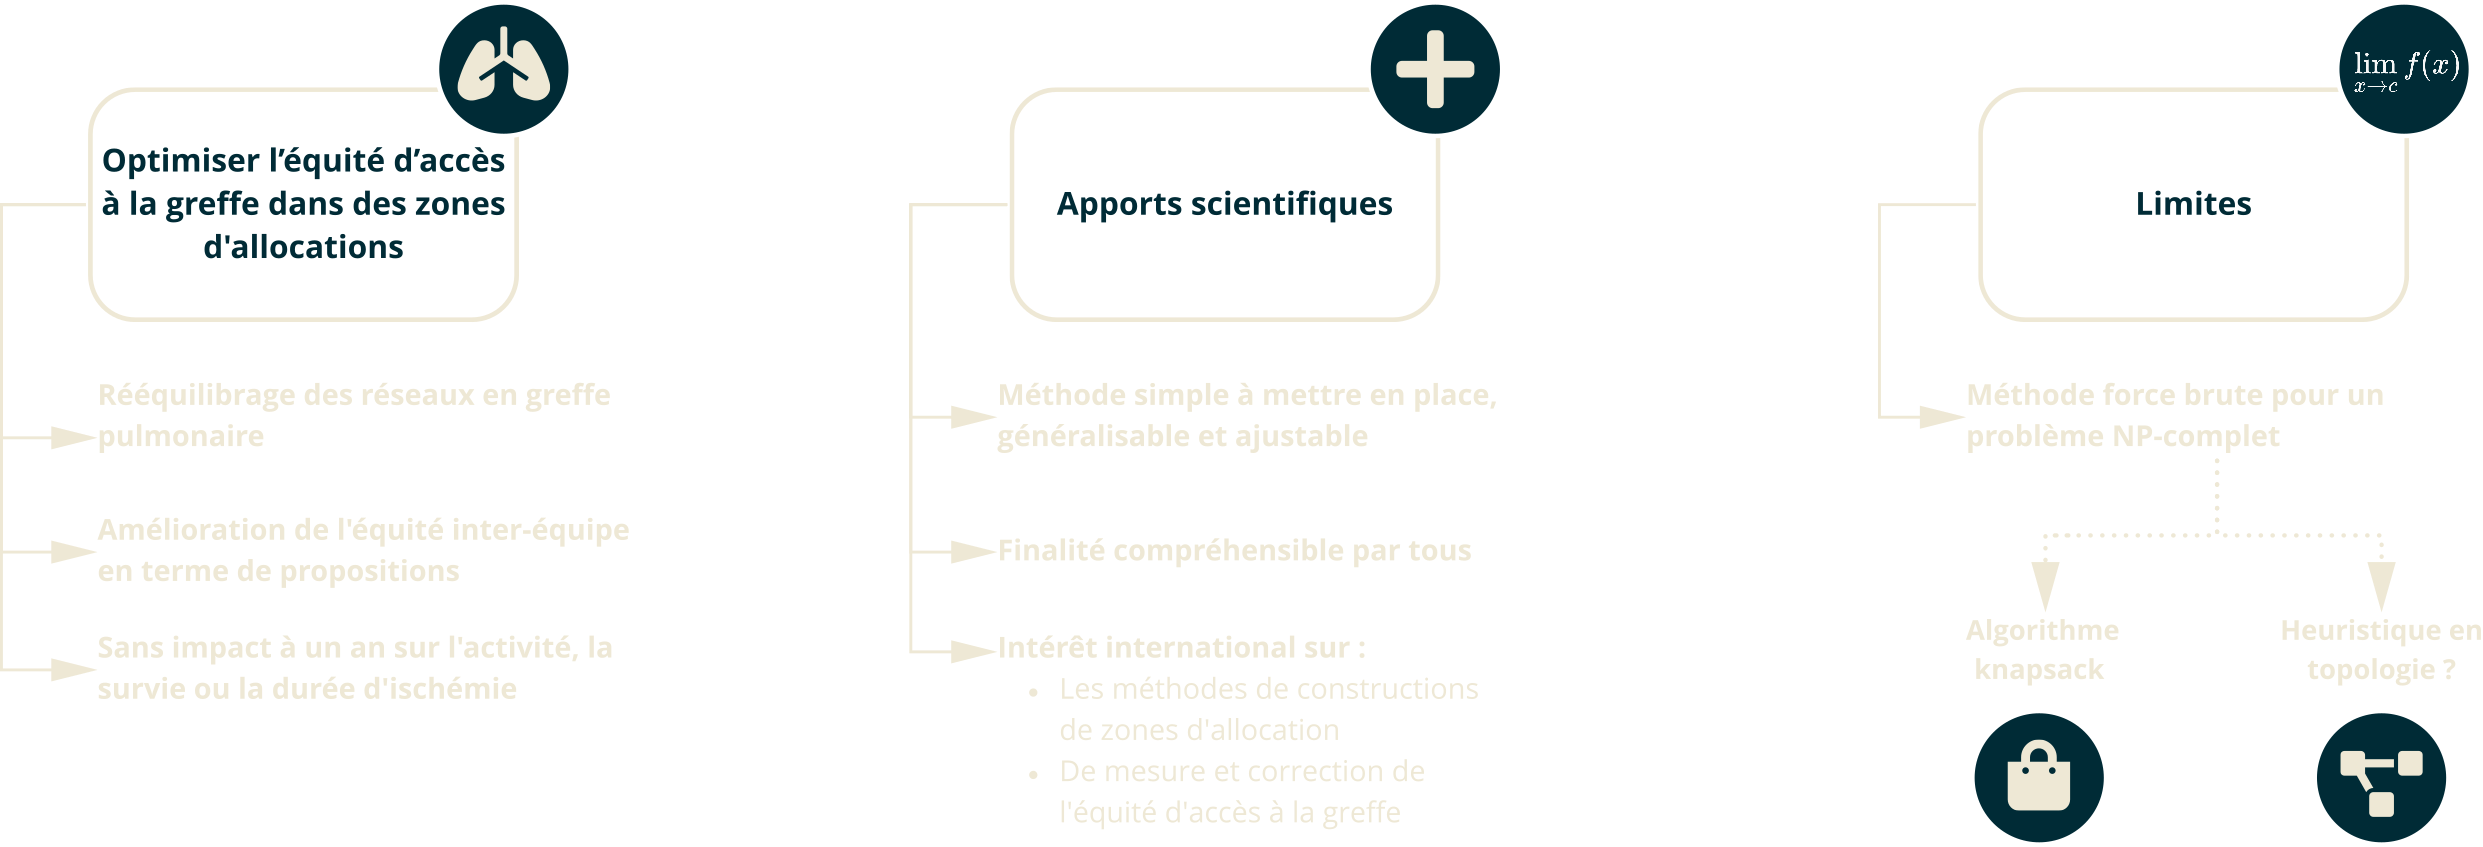 Optimiser l’équité d’accès
à la greffe dans des zones
d'allocations
Rééquilibrage des réseaux en greffe
pulmonaire
Amélioration de l'équité inter-équipe
en terme de propositions
Sans impact à un an sur l'activité, la
survie ou la durée d'ischémie
Apports scientifiques
Méthode simple à mettre en place,
généralisable et ajustable
Finalité compréhensible par tous
Intérêt international sur :
• Les méthodes de constructions
de zones d'allocation
• De mesure et correction de
l'équité d'accès à la greffe
lim f(x)
x→c
Limites
Méthode force brute pour un
problème NP-complet
Algorithme
knapsack
Heuristique en
topologie ?